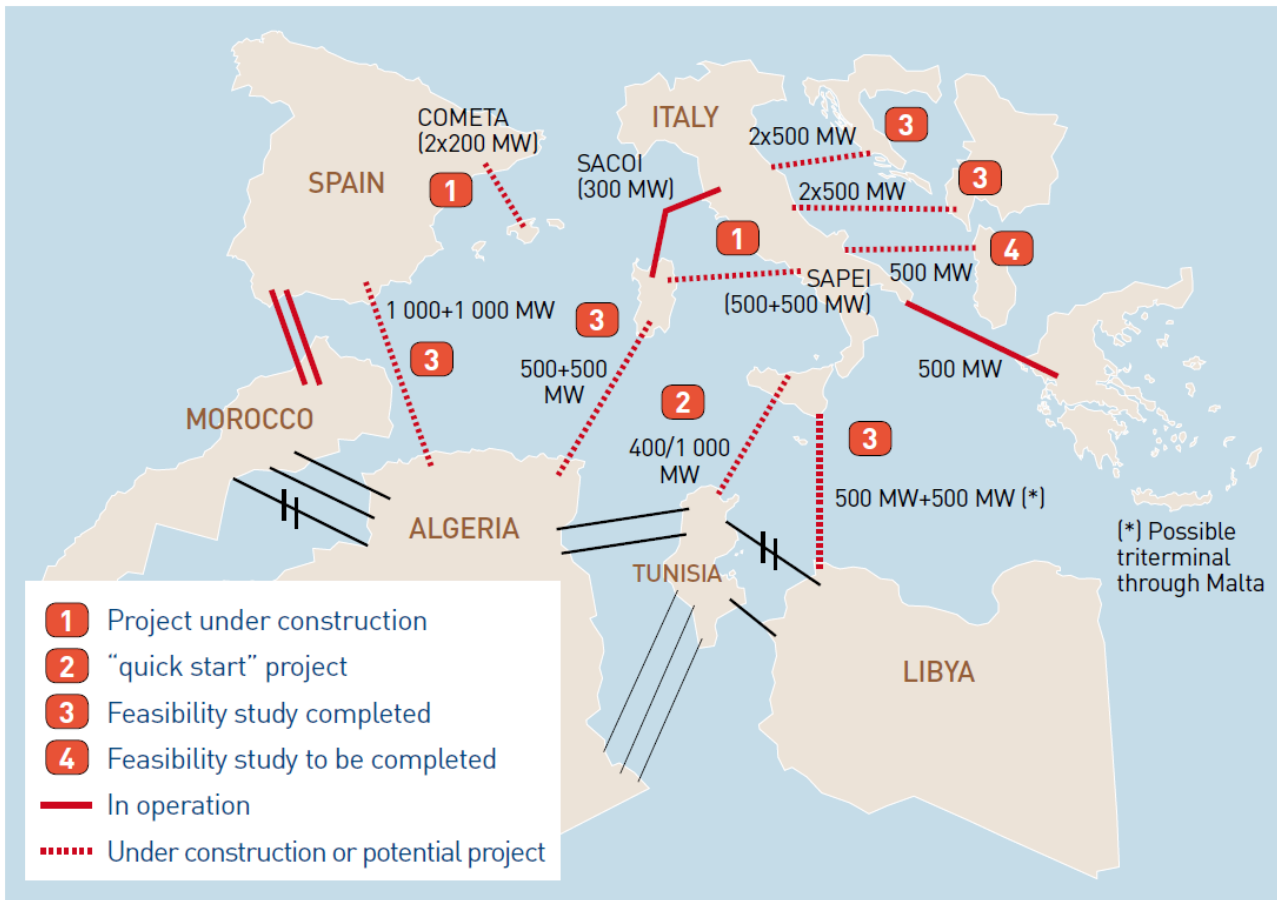 COMETA
(2x200 MW)
SPAIN
1
ITALY
SACOI
(300 MW)
2x500 MW
3
2x500 MW
3
1
4
500 MW
SAPEI
(500+500 MW)
1 000+1 000 MW
3
3
500+500
MW
500 MW
2
400/1 000
MW
3
500 MW+500 MW (*)
MOROCCO
ALGERIA
TUNISIA
LIBYA
(*) Possible
triterminal
through Malta
1 Project under construction
2 “quick start” project
3 Feasibility study completed
4 Feasibility study to be completed
In operation
Under construction or potential project